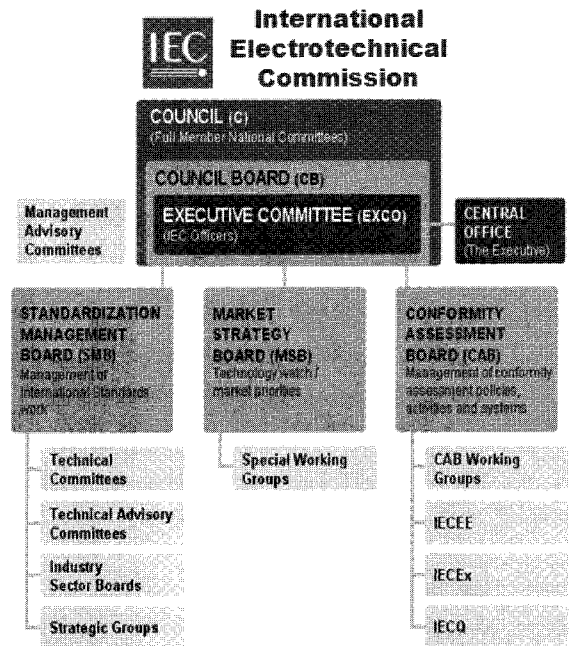 IEC
International
Electrotechnical
Commission
COUNCIL (C)
(Full Member National Committees)
COUNCIL BOARD (CB)
EXECUTIVE COMMITTEE (EXCO)
(IEC Officers)
Management
Advisory
Committees
CENTRAL
OFFICE
(The Executive)
STANDARDIZATION
MANAGEMENT
BOARD (SMB)
Management of
International Standards
work
MARKET
STRATEGY
BOARD (MSB)
Technology watch /
market priorities
CONFORMITY
ASSESSMENT
BOARD (CAB)
Management of conformity
assessment policies,
activities and systems
Technical
Committees
Technical Advisory
Committees
Industry
Sector Boards
Strategic Groups
Special Working
Groups
CAB Working
Groups
IECEE
IECEx
IECQ